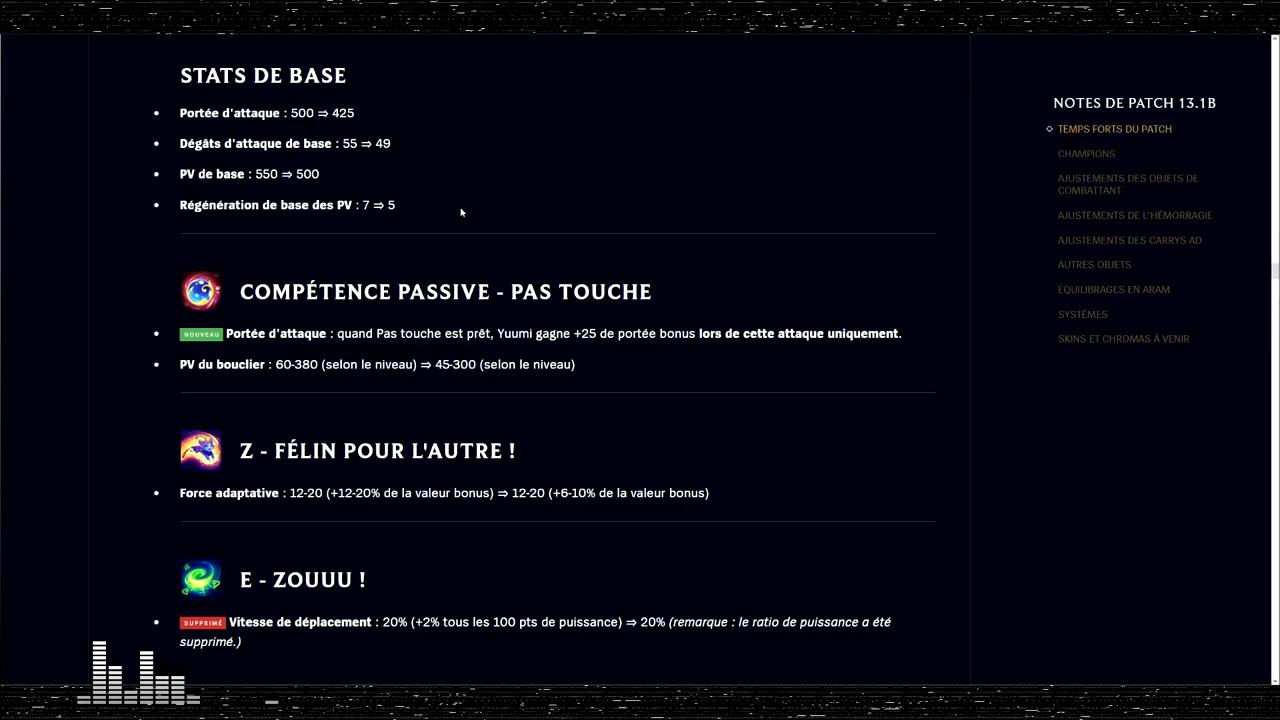 STATS DE BASE
Portée d'attaque : 500 ⇒ 425
Dégâts d'attaque de base : 55 ⇒ 49
PV de base : 550 ⇒ 500
Régénération de base des PV : 7 ⇒ 5
COMPÉTENCE PASSIVE - PAS TOUCHE
NOUVEAU Portée d'attaque : quand Pas touche est prêt, Yuumi gagne +25 de portée bonus lors de cette attaque uniquement.
PV du bouclier : 60-380 (selon le niveau) ⇒ 45-300 (selon le niveau)
Z - FÉLIN POUR L'AUTRE !
Force adaptative : 12-20 (+12-20% de la valeur bonus) ⇒ 12-20 (+6-10% de la valeur bonus)
E - ZOUUU !
SUPPRIMÉ Vitesse de déplacement : 20% (+2% tous les 100 pts de puissance) ⇒ 20% (remarque : le ratio de puissance a été
supprimé.)
NOTES DE PATCH 13.1B
TEMPS FORTS DU PATCH
CHAMPIONS
AJUSTEMENTS DES OBJETS DE
COMBATTANT
AJUSTEMENTS DE L'HÉMORRAGIE
AJUSTEMENTS DES CARRYS AD
AUTRES OBJETS
ÉQUILIBRAGES EN ARAM
SYSTÈMES
SKINS ET CHROMAS À VENIR